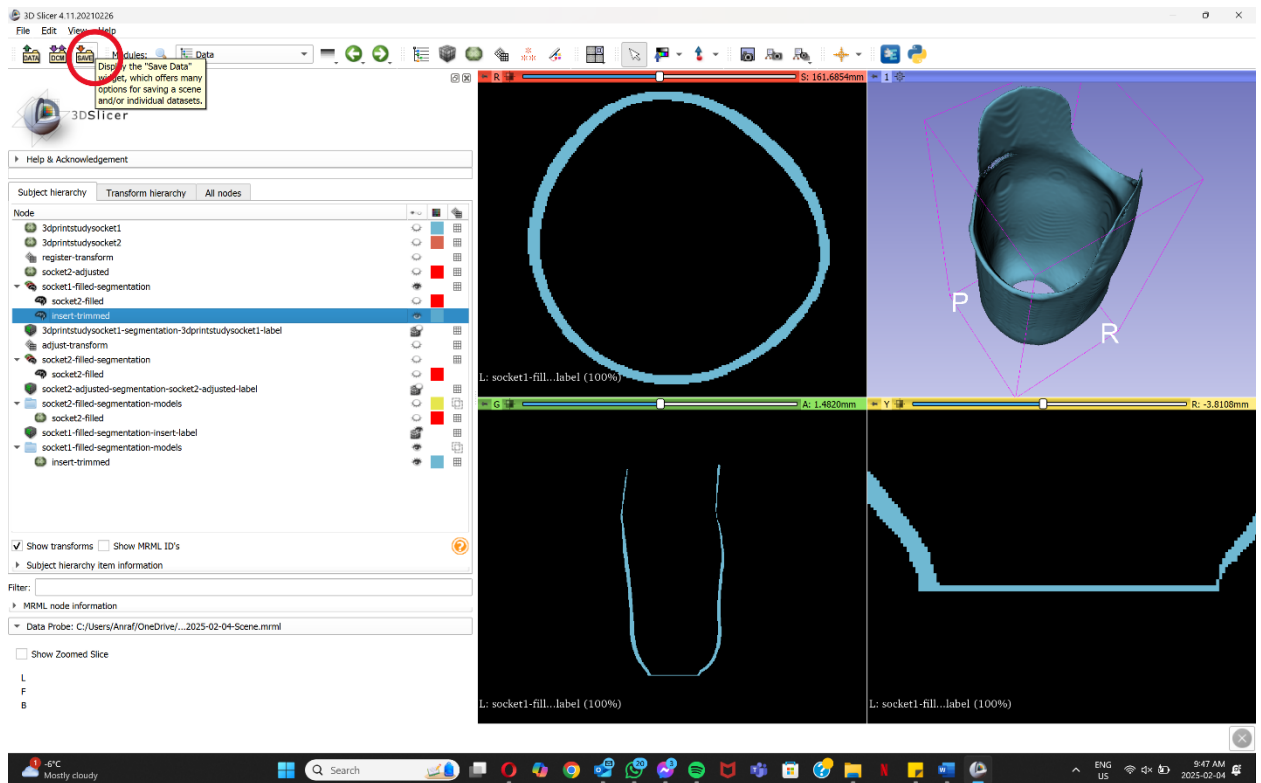 3D Slicer 4.11.20210226
File Edit View Help
DATA DCM SAVE Modules: Data
Display the "Save Data"
widget, which offers many
options for saving a scene
and/or individual datasets.
3DSlicer
Help & Acknowledgement
Subject hierarchy Transform hierarchy All nodes
Node
3dprintstudysocket1
3dprintstudysocket2
register-transform
socket2-adjusted
socket1-filled-segmentation
socket2-filled
insert-trimmed
3dprintstudysocket1-segmentation-3dprintstudysocket1-label
adjust-transform
socket2-filled-segmentation
socket2-filled
socket2-adjusted-segmentation-socket2-adjusted-label
socket2-filled-segmentation-models
socket2-filled
socket1-filled-segmentation-insert-label
socket1-filled-segmentation-models
insert-trimmed
Show transforms Show MRML ID's
Subject hierarchy item information
Filter:
MRML node information
Data Probe: C:/Users/Anraf/OneDrive/...2025-02-04-Scene.mrml
Show Zoomed Slice
L
F
B
R S: 161.6854mm
L: socket1-fill...label (100%)
1
P
R
G A: 1.4820mm
L: socket1-fill...label (100%)
Y R: -3.8108mm
L: socket1-fill...label (100%)
1 -6°C
Mostly cloudy
Search
20
3
ENG
US
9:47 AM
2025-02-04